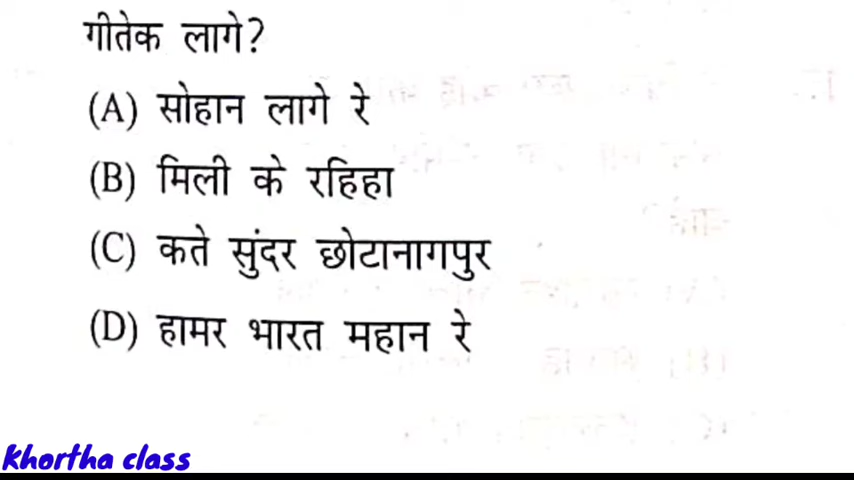 गीतेक लागे?
(A) सोहान लागे रे
(B) मिली के रहिहा
(C) कते सुंदर छोटानागपुर
(D) हामर भारत महान रे
Khortha class